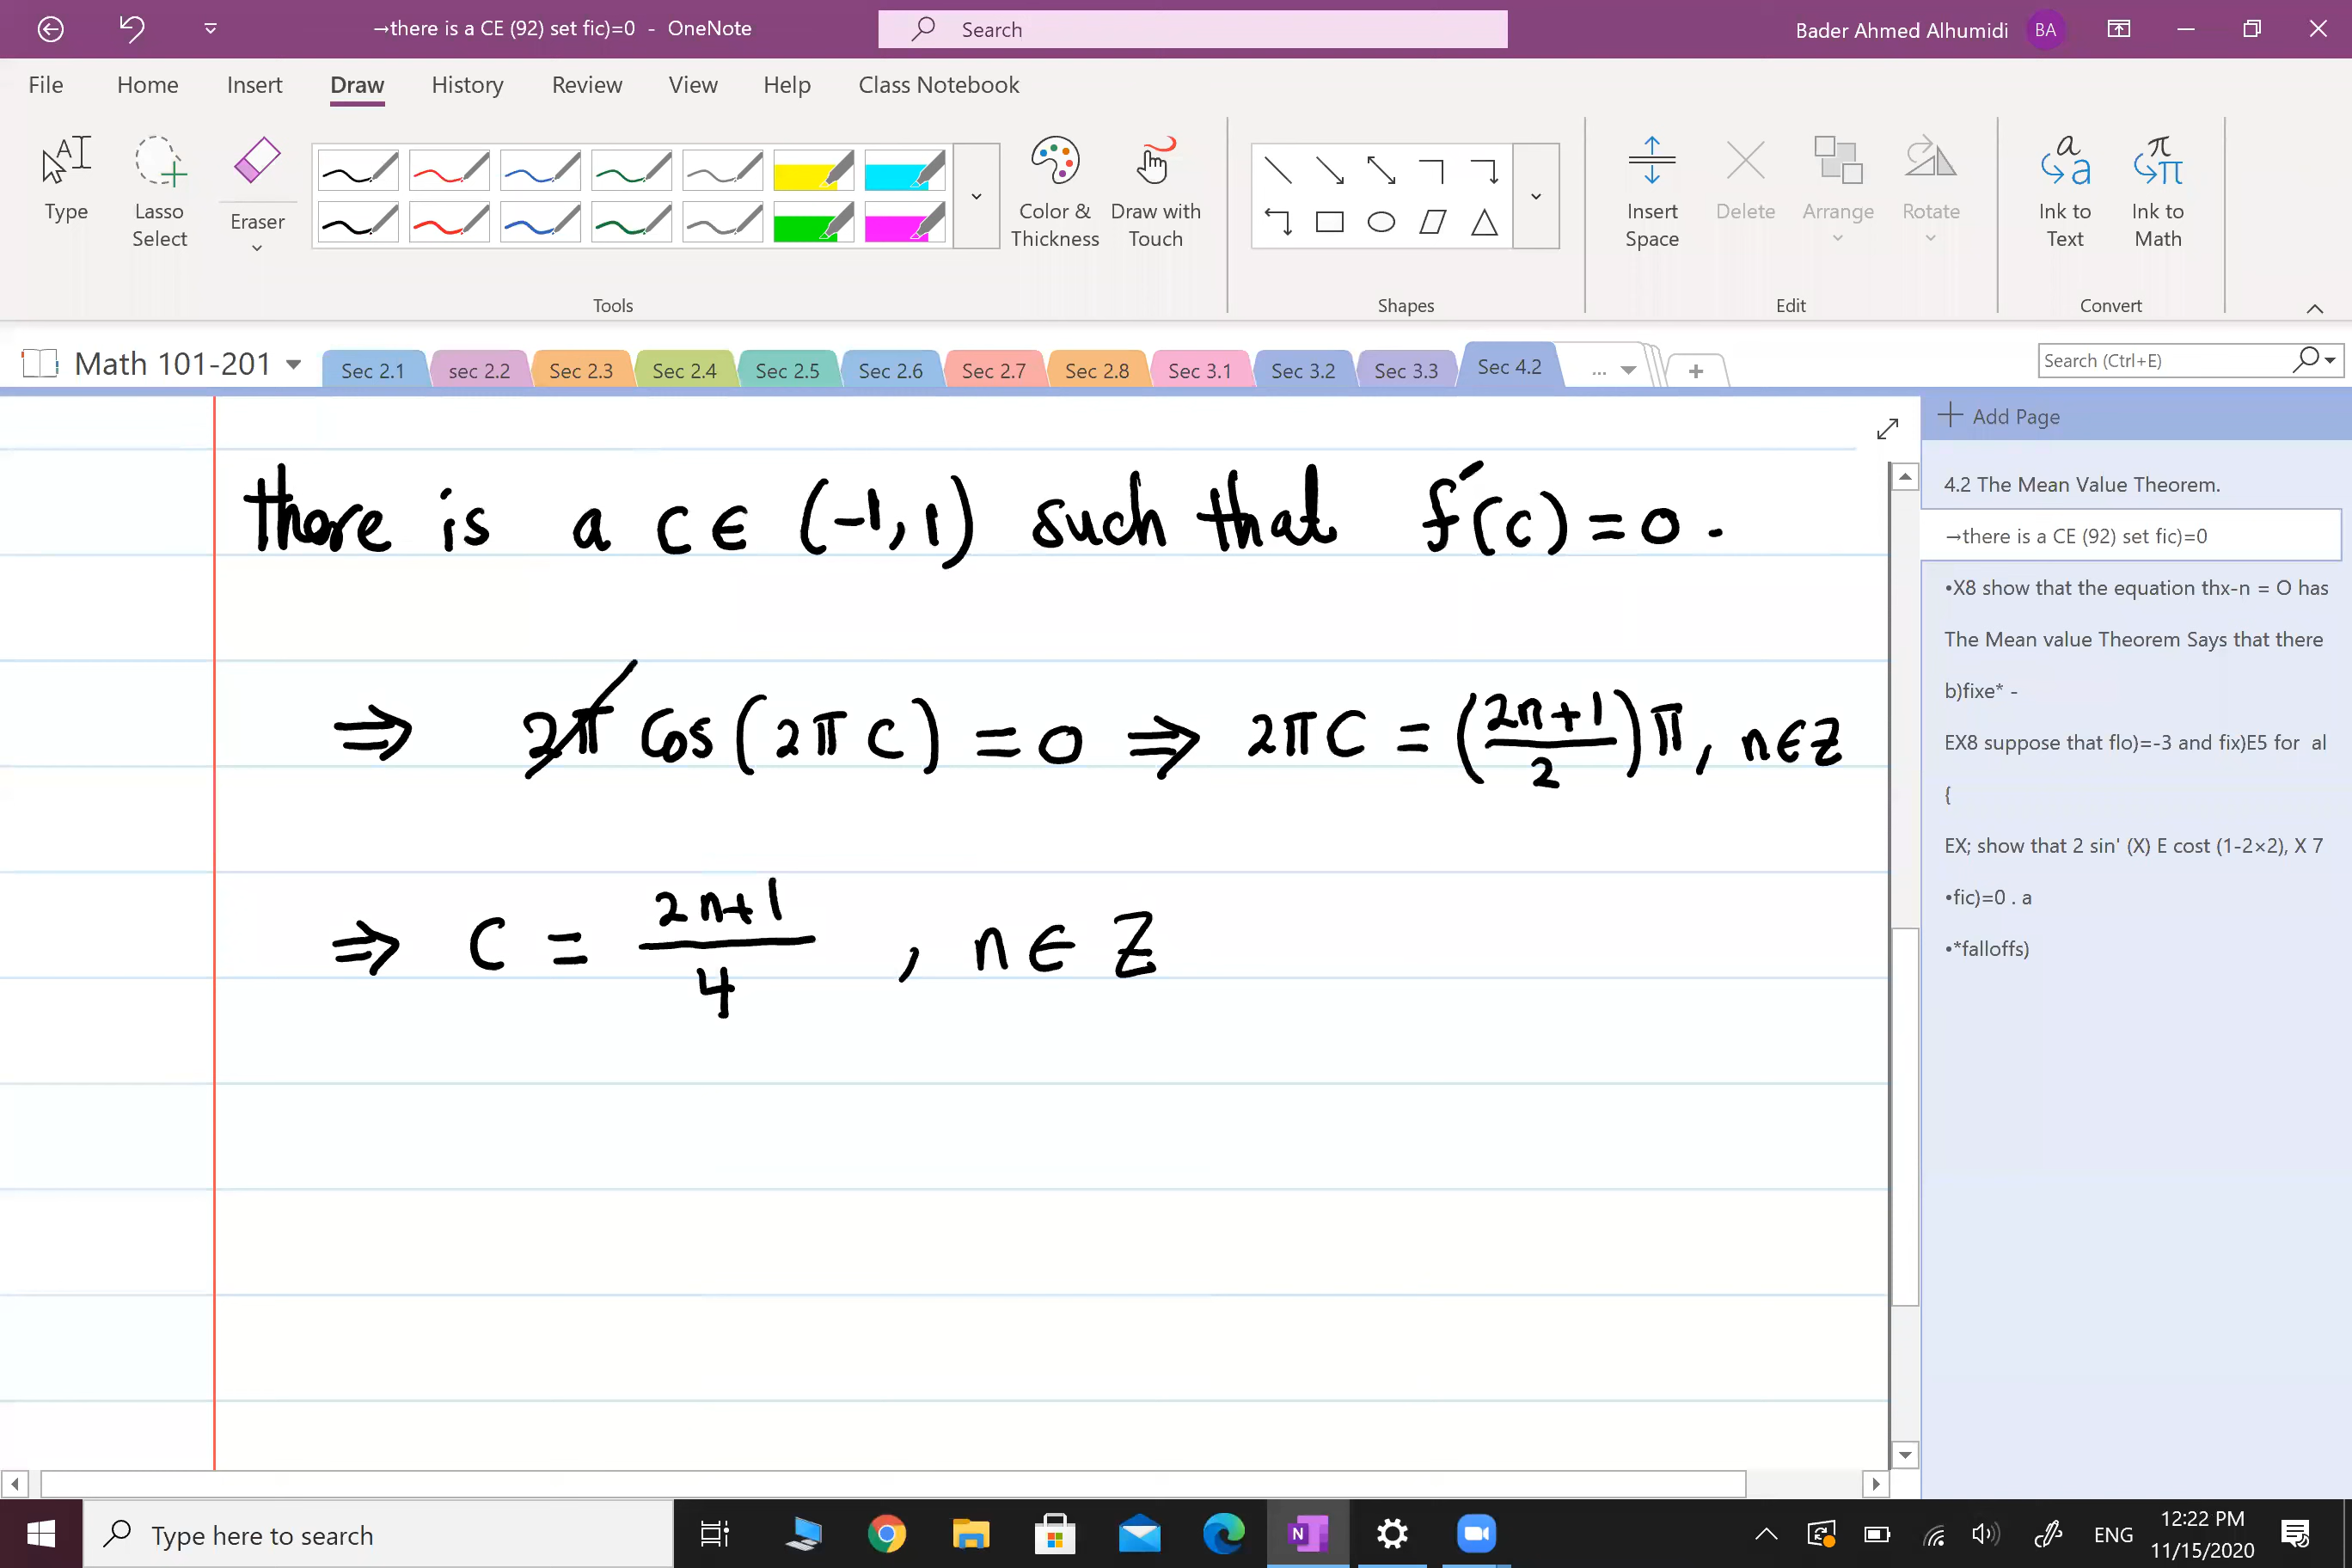 →there is a CE (92) set fic)=0 - OneNote
Search
Bader Ahmed Alhumidi
BA
File Home Insert Draw History Review View Help Class Notebook
Type
Lasso Select
Eraser
Color & Thickness
Draw with Touch
Insert Space
Delete
Arrange
Rotate
Ink to Text
Ink to Math
Tools
Shapes
Edit
Convert
Math 101-201
Sec 2.1 sec 2.2 Sec 2.3 Sec 2.4 Sec 2.5 Sec 2.6 Sec 2.7 Sec 2.8 Sec 3.1 Sec 3.2 Sec 3.3 Sec 4.2 ... +
Search (Ctrl+E)
there is a c ∈ (-1, 1) such that f′(c) = 0.
⇒ 2π cos(2πc) = 0 ⇒ 2πc = ((2n+1)/2)π, n∈Z
⇒ c = (2n+1)/4 , n ∈ Z
Add Page
4.2 The Mean Value Theorem.
→there is a CE (92) set fic)=0
•X8 show that the equation thx-n = O has
The Mean value Theorem Says that there
b)fixe* -
EX8 suppose that flo)=-3 and fix)E5 for al
{
EX; show that 2 sin' (X) E cost (1-2×2), X 7
•fic)=0 . a
•*falloffs)
Type here to search
ENG
12:22 PM
11/15/2020